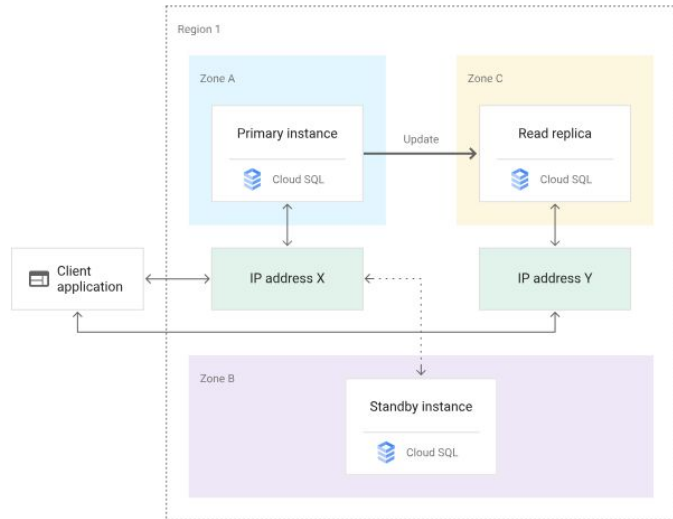 Region 1
Zone A
Zone C
Primary instance
Cloud SQL
Update
Read replica
Cloud SQL
Client
application
IP address X
IP address Y
Zone B
Standby instance
Cloud SQL